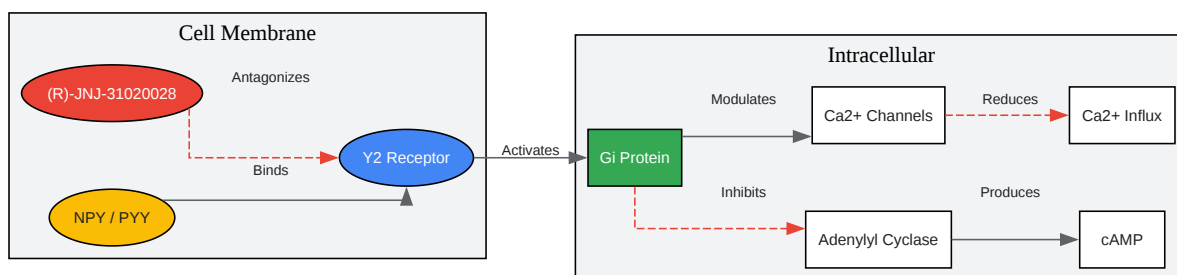 Cell Membrane
(R)-JNJ-31020028
Antagonizes
Binds
Y2 Receptor
NPY / PYY
Activates
Intracellular
Gi Protein
Modulates
Ca2+ Channels
Reduces
Ca2+ Influx
Inhibits
Adenylyl Cyclase
Produces
cAMP